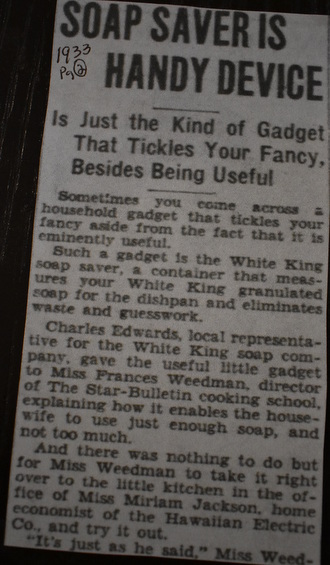 SOAP SAVER IS
HANDY DEVICE
1933
Pg 2
Is Just the Kind of Gadget
That Tickles Your Fancy,
Besides Being Useful
Sometimes you come across a
household gadget that tickles your
fancy aside from the fact that it is
eminently useful.
Such a gadget is the White King
soap saver, a container that meas-
ures your White King granulated
soap for the dishpan and eliminates
waste and guesswork.
Charles Edwards, local representa-
tive for the White King soap com-
pany, gave the useful little gadget
to Miss Frances Weedman, director
of The Star-Bulletin cooking school,
explaining how it enables the house-
wife to use just enough soap, and
not too much.
And there was nothing to do but
for Miss Weedman to take it right
over to the little kitchen in the of-
fice of Miss Miriam Jackson, home
economist of the Hawaiian Electric
Co., and try it out.
"It's just as he said," Miss Weed-